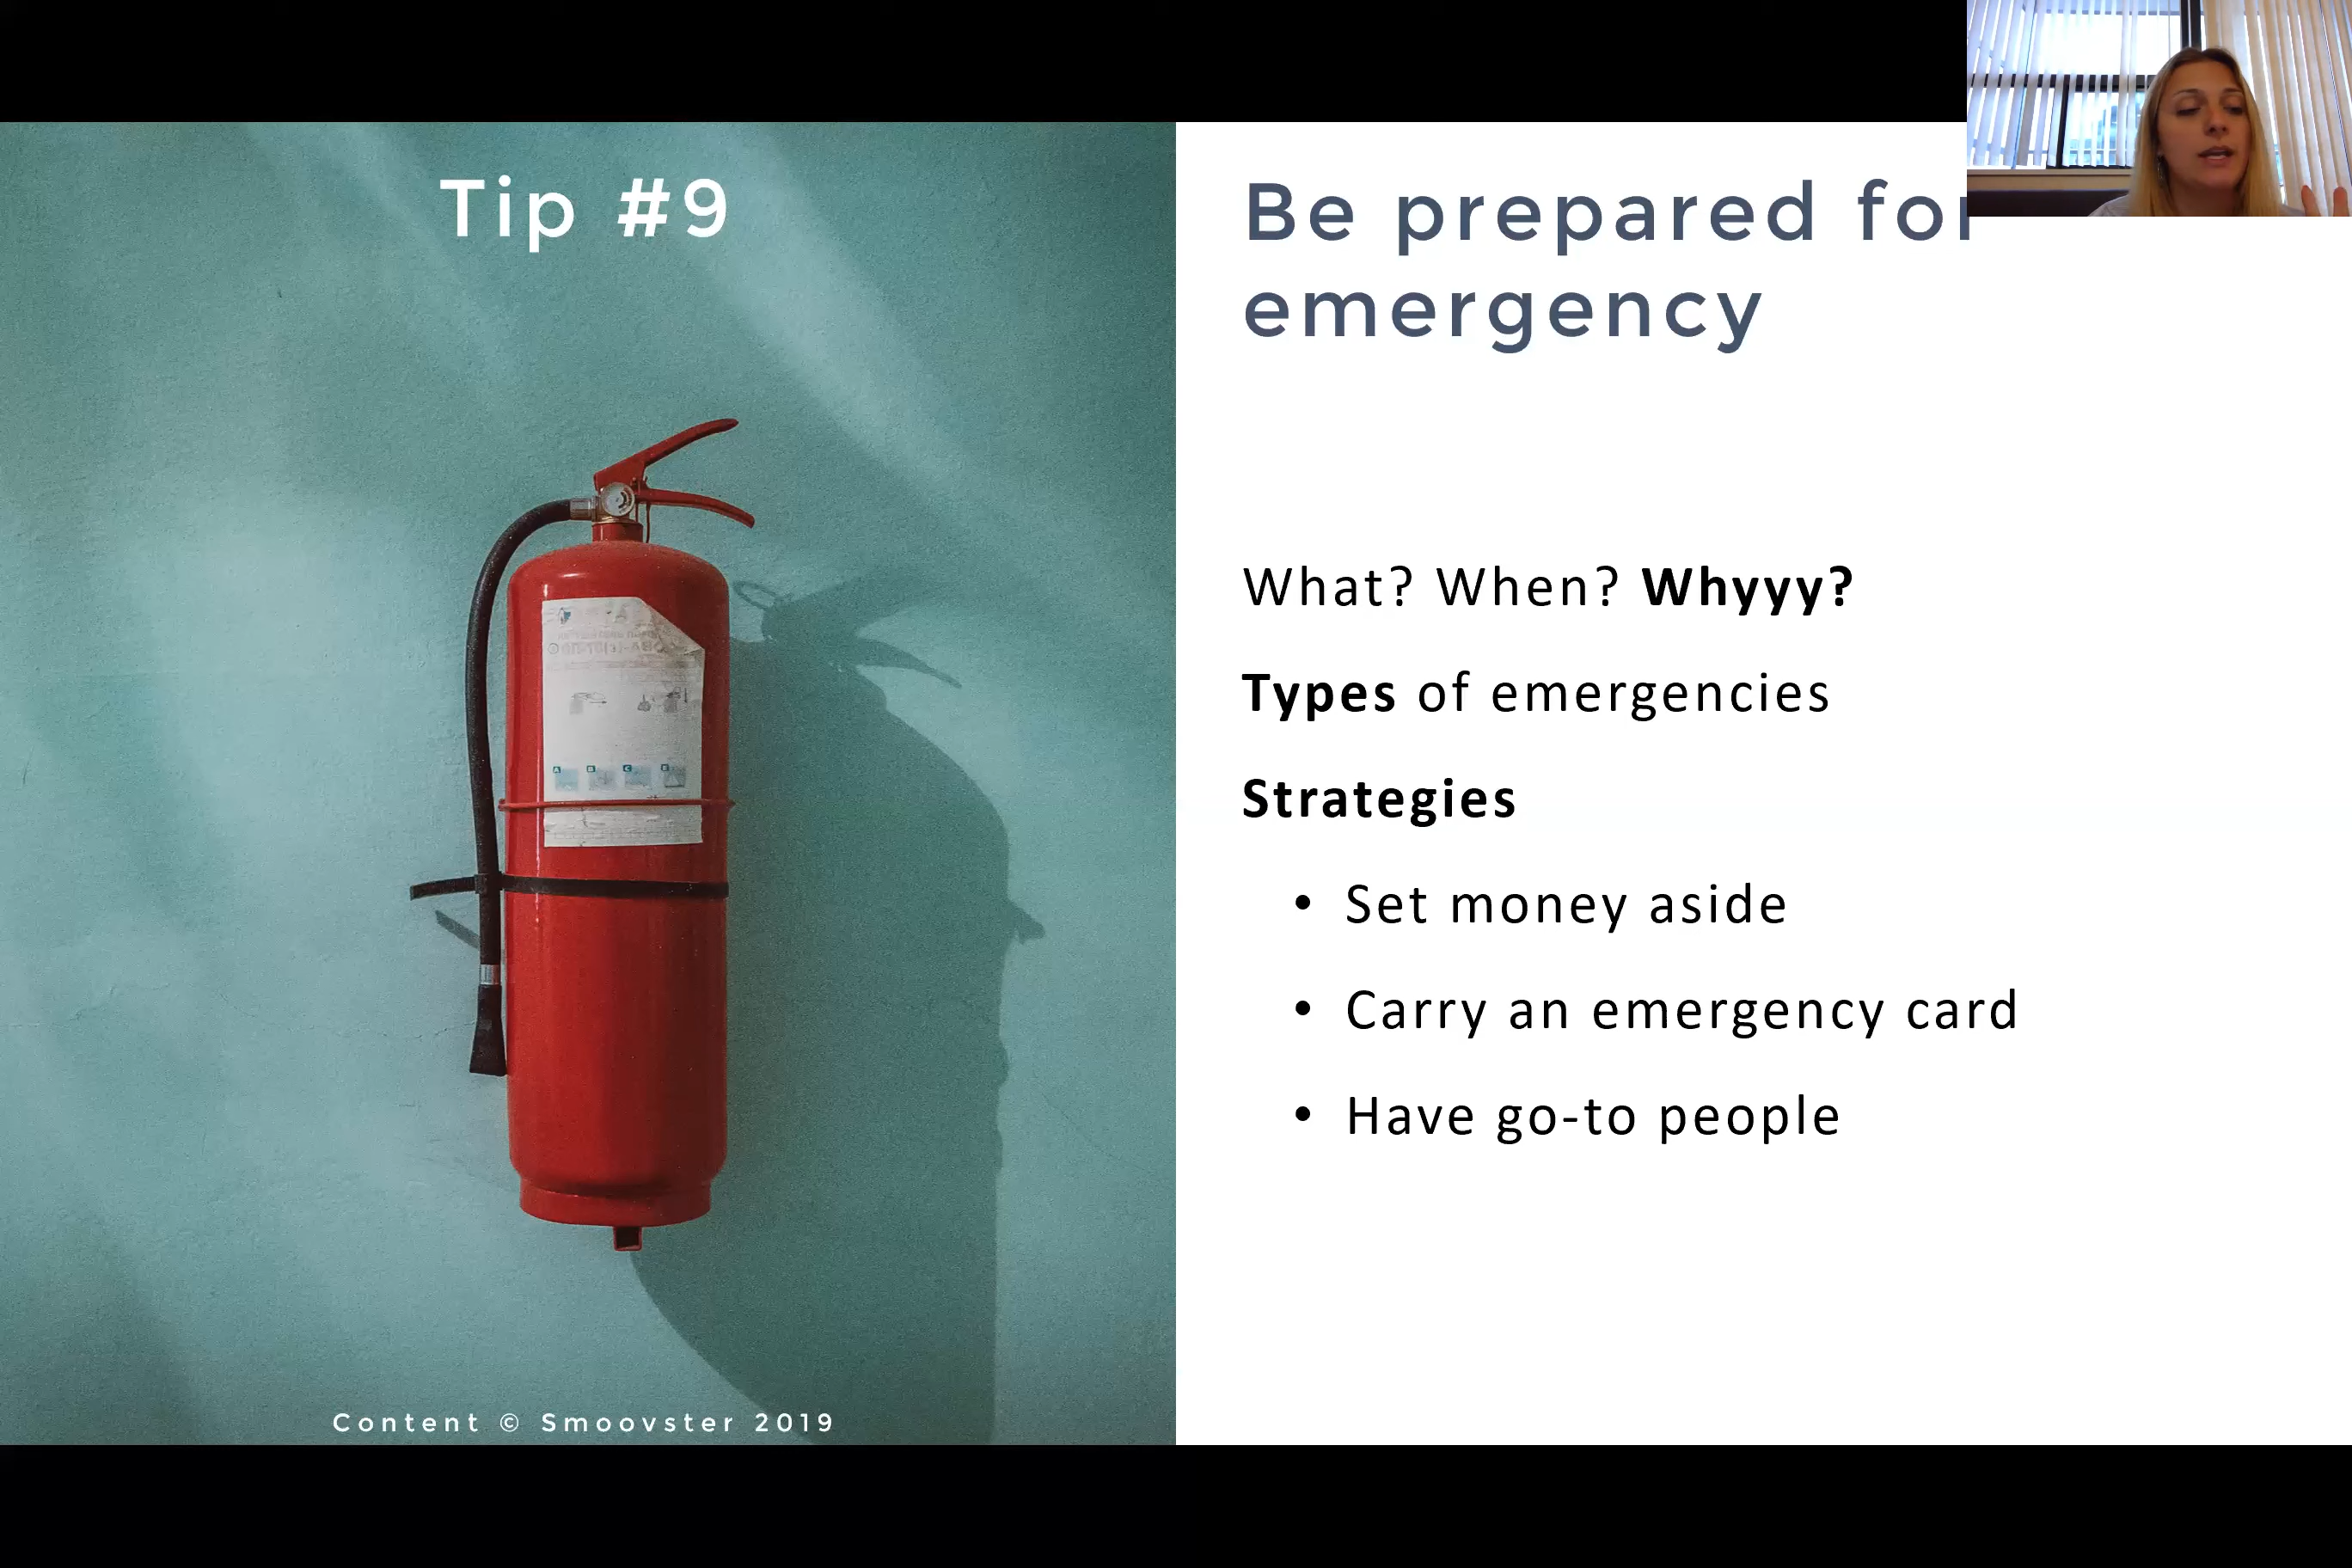 Tip #9
Be prepared for
emergency
What? When? Whyyy?
Types of emergencies
Strategies
• Set money aside
• Carry an emergency card
• Have go-to people
A B C E
Content © Smoovster 2019